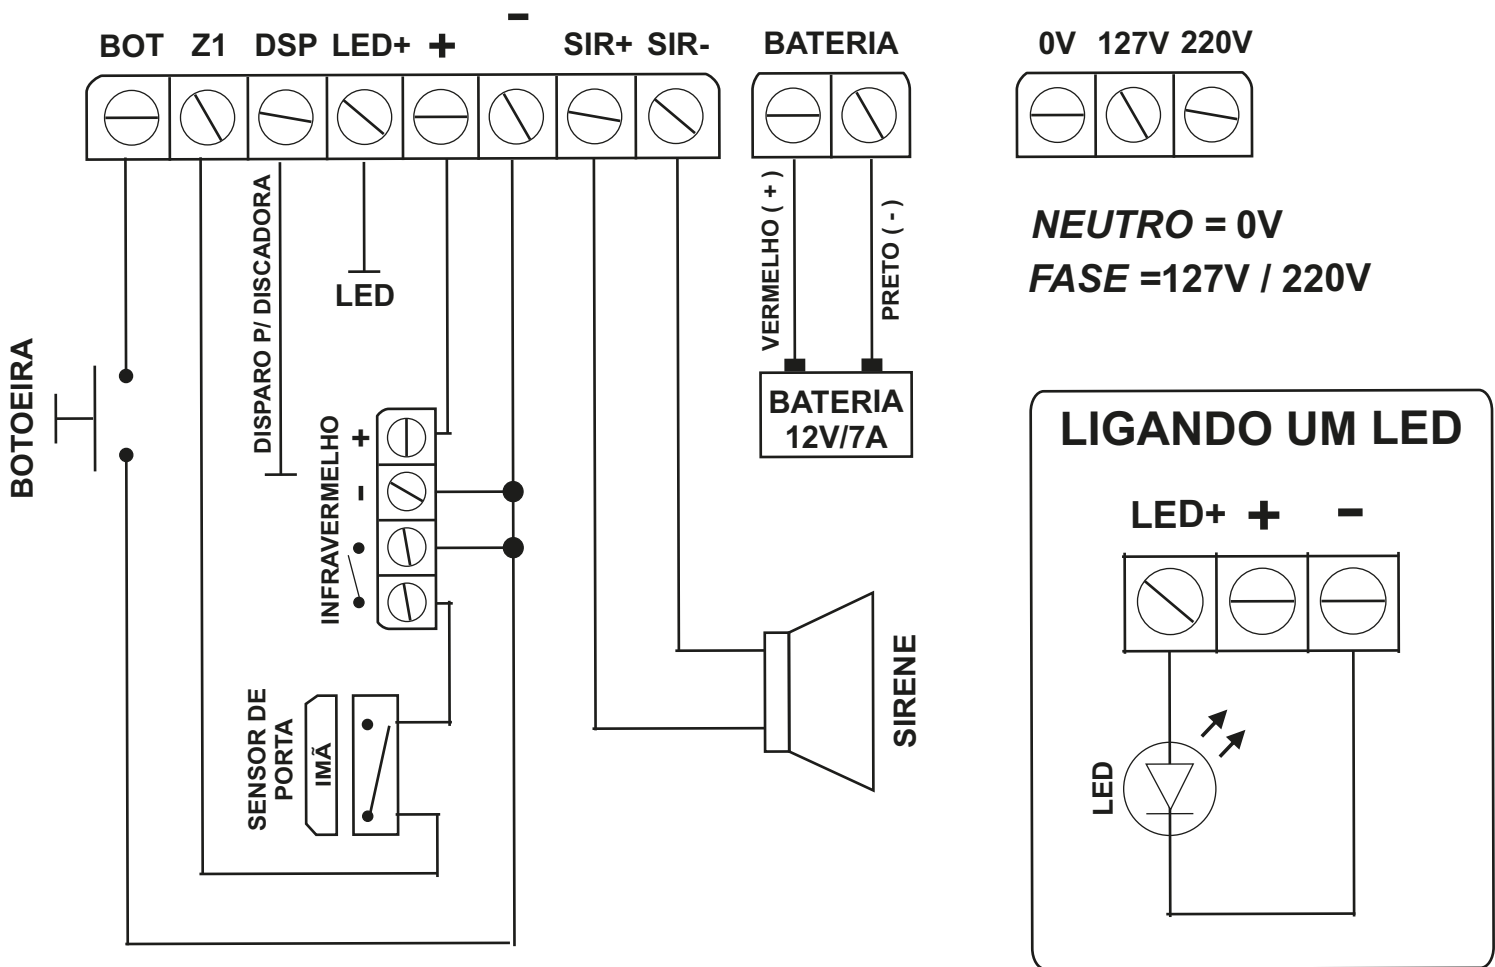 BOT Z1 DSP LED+ + - SIR+ SIR- BATERIA 0V 127V 220V
DISPARO P/ DISCADORA
LED
VERMELHO ( + )
PRETO ( - )
NEUTRO = 0V
FASE =127V / 220V
BOTOEIRA
INFRAVERMELHO
+
-
BATERIA
12V/7A
SENSOR DE
PORTA
IMÃ
SIRENE
LIGANDO UM LED
LED+ + -
LED